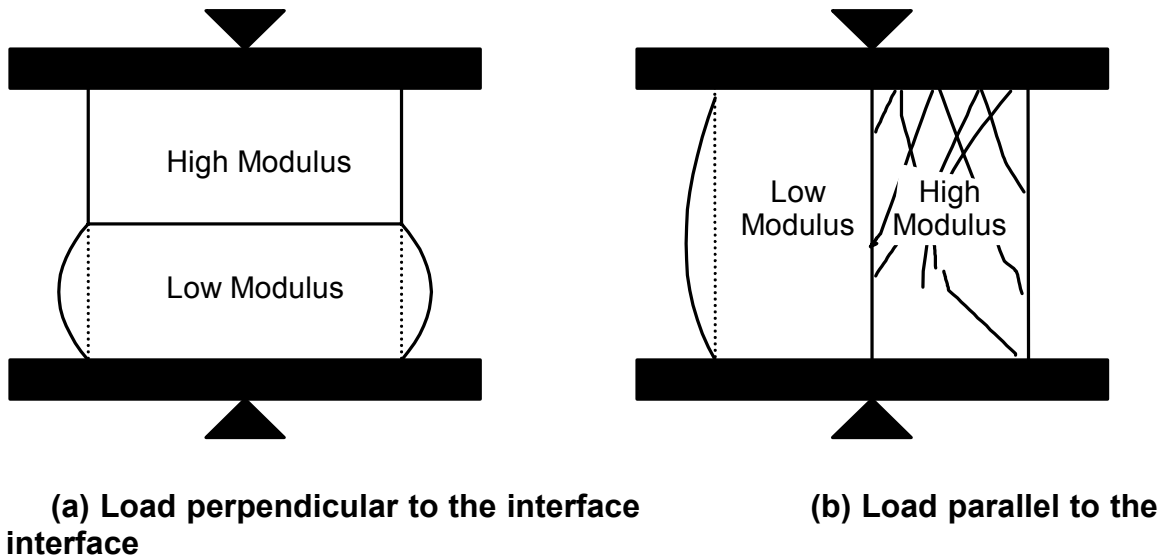 High Modulus
Low Modulus
Low
Modulus
High
Modulus
(a) Load perpendicular to the interface (b) Load parallel to the
interface